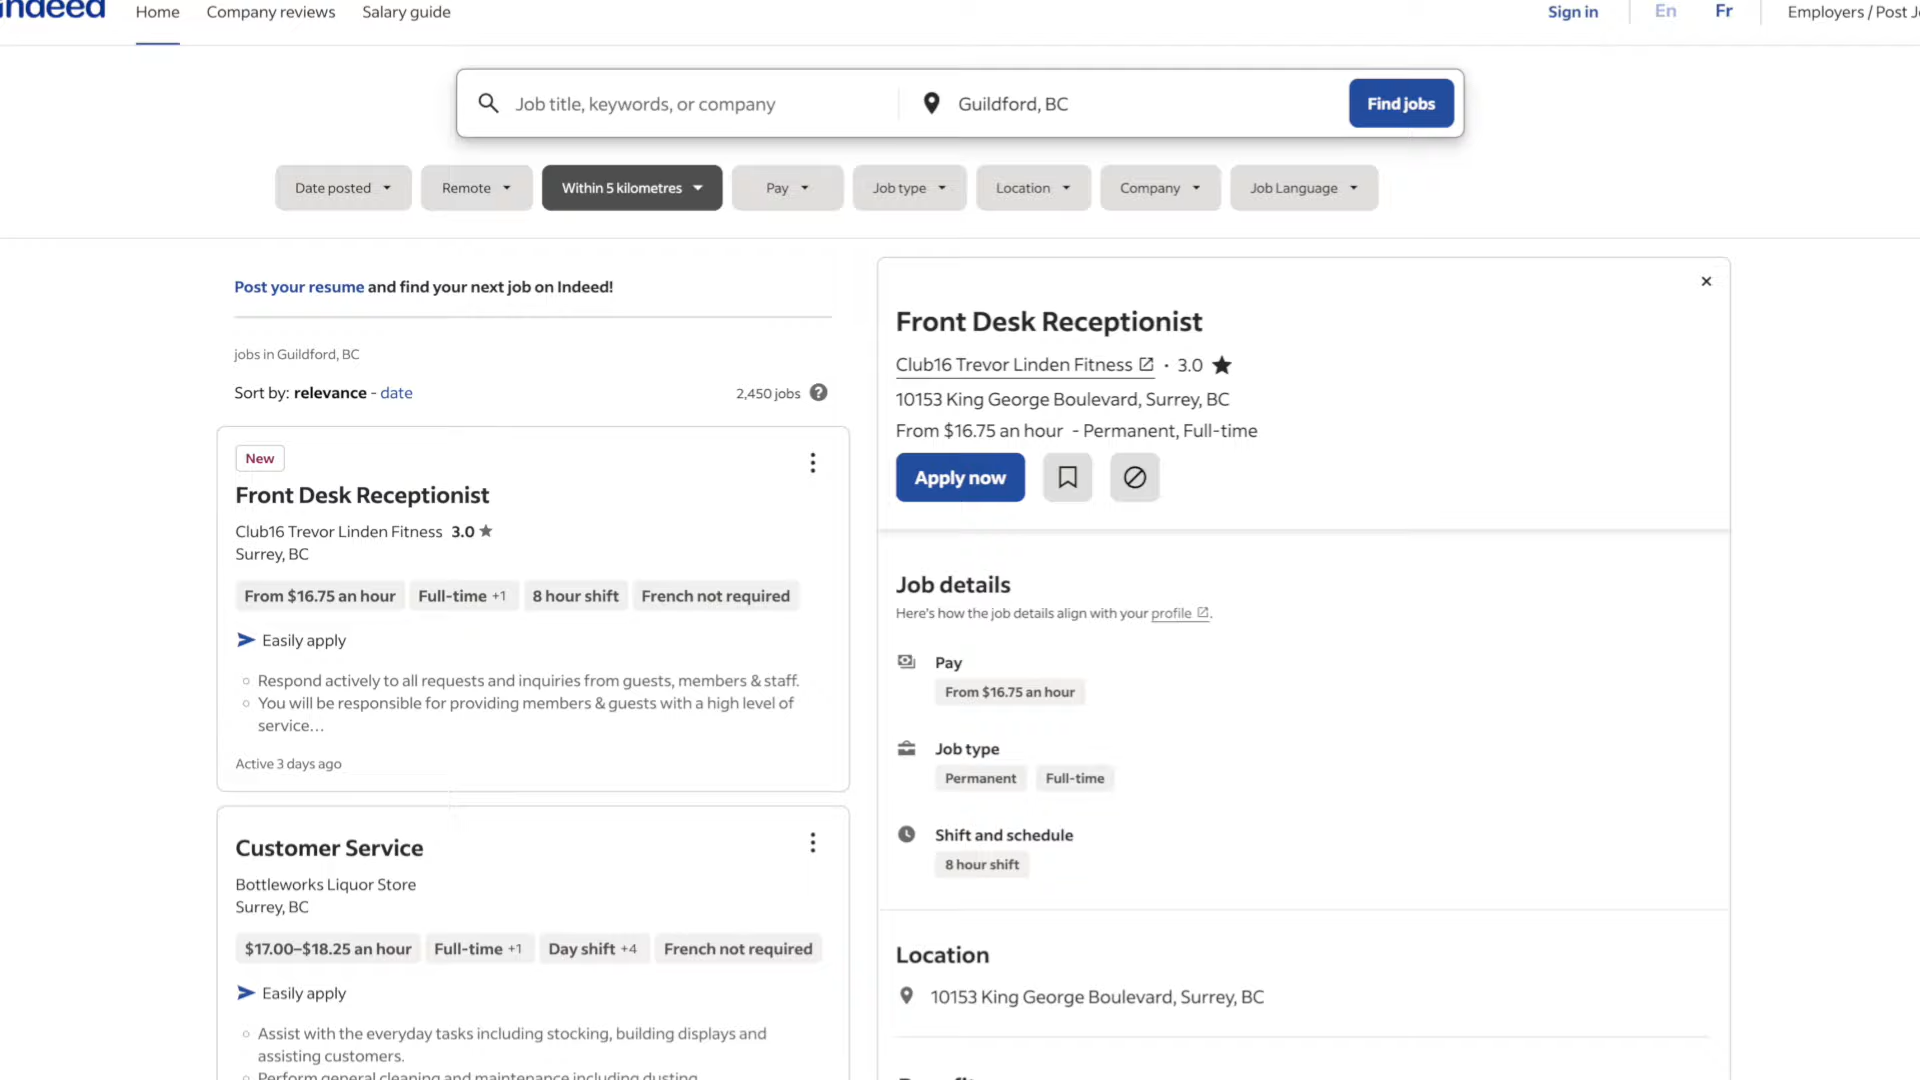 indeed
Home
Company reviews
Salary guide
Sign in
En
Fr
Employers / Post J
Job title, keywords, or company
Guildford, BC
Find jobs
Date posted
Remote
Within 5 kilometres
Pay
Job type
Location
Company
Job Language
Post your resume and find your next job on Indeed!
jobs in Guildford, BC
Sort by: relevance - date
2,450 jobs
New
Front Desk Receptionist
Club16 Trevor Linden Fitness 3.0
Surrey, BC
From $16.75 an hour
Full-time +1
8 hour shift
French not required
Easily apply
Respond actively to all requests and inquiries from guests, members & staff.
You will be responsible for providing members & guests with a high level of
service…
Active 3 days ago
Customer Service
Bottleworks Liquor Store
Surrey, BC
$17.00–$18.25 an hour
Full-time +1
Day shift +4
French not required
Easily apply
Assist with the everyday tasks including stocking, building displays and
assisting customers.
Perform general cleaning and maintenance including dusting,
Front Desk Receptionist
Club16 Trevor Linden Fitness · 3.0
10153 King George Boulevard, Surrey, BC
From $16.75 an hour - Permanent, Full-time
Apply now
Job details
Here's how the job details align with your profile.
Pay
From $16.75 an hour
Job type
Permanent
Full-time
Shift and schedule
8 hour shift
Location
10153 King George Boulevard, Surrey, BC